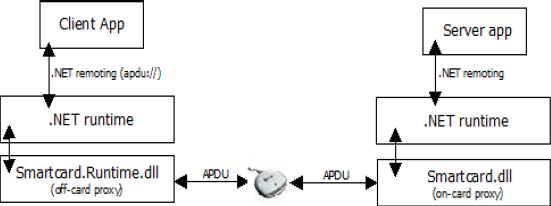 Client App
Server app
.NET remoting (apdu://)
.NET remoting
.NET runtime
.NET runtime
Smartcard.Runtime.dll
(off-card proxy)
APDU
APDU
Smartcard.dll
(on-card proxy)